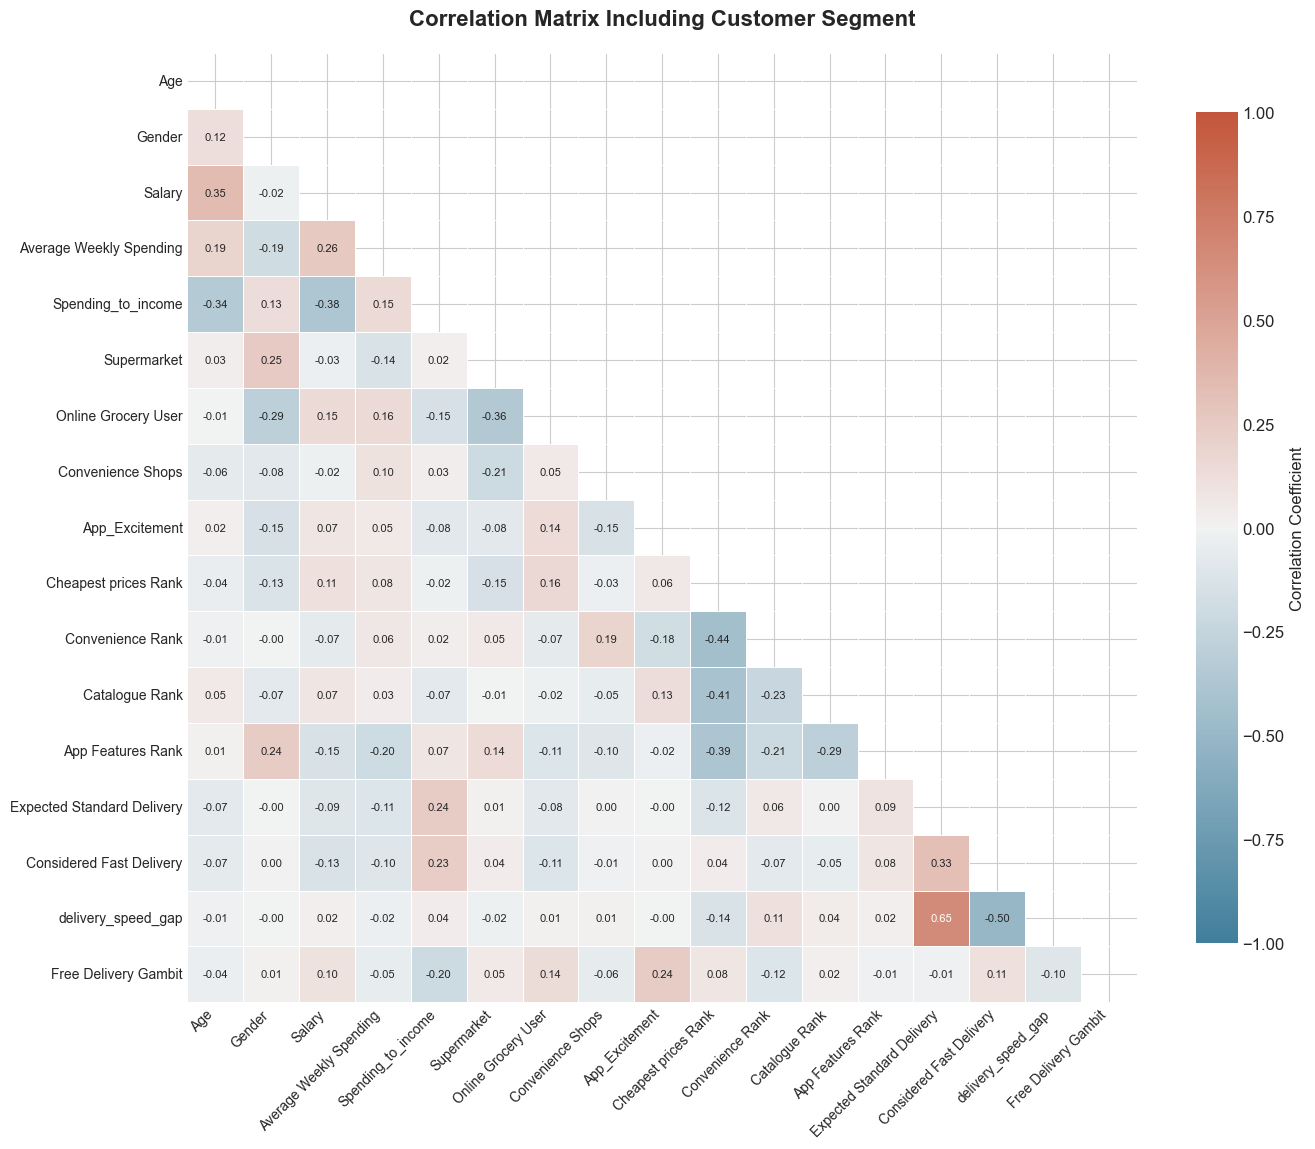 Correlation Matrix Including Customer Segment
Age
Gender 0.12
Salary 0.35 -0.02
Average Weekly Spending 0.19 -0.19 0.26
Spending_to_income -0.34 0.13 -0.38 0.15
Supermarket 0.03 0.25 -0.03 -0.14 0.02
Online Grocery User -0.01 -0.29 0.15 0.16 -0.15 -0.36
Convenience Shops -0.06 -0.08 -0.02 0.10 0.03 -0.21 0.05
App_Excitement 0.02 -0.15 0.07 0.05 -0.08 -0.08 0.14 -0.15
Cheapest prices Rank -0.04 -0.13 0.11 0.08 -0.02 -0.15 0.16 -0.03 0.06
Convenience Rank -0.01 -0.00 -0.07 0.06 0.02 0.05 -0.07 0.19 -0.18 -0.44
Catalogue Rank 0.05 -0.07 0.07 0.03 -0.07 -0.01 -0.02 -0.05 0.13 -0.41 -0.23
App Features Rank 0.01 0.24 -0.15 -0.20 0.07 0.14 -0.11 -0.10 -0.02 -0.39 -0.21 -0.29
Expected Standard Delivery -0.07 -0.00 -0.09 -0.11 0.24 0.01 -0.08 0.00 -0.00 -0.12 0.06 0.00 0.09
Considered Fast Delivery -0.07 0.00 -0.13 -0.10 0.23 0.04 -0.11 -0.01 0.00 0.04 -0.07 -0.05 0.08 0.33
delivery_speed_gap -0.01 -0.00 0.02 -0.02 0.04 -0.02 0.01 0.01 -0.00 -0.14 0.11 0.04 0.02 0.65 -0.50
Free Delivery Gambit -0.04 0.01 0.10 -0.05 -0.20 0.05 0.14 -0.06 0.24 0.08 -0.12 0.02 -0.01 -0.01 0.11 -0.10
Age
Gender
Salary
Average Weekly Spending
Spending_to_income
Supermarket
Online Grocery User
Convenience Shops
App_Excitement
Cheapest prices Rank
Convenience Rank
Catalogue Rank
App Features Rank
Expected Standard Delivery
Considered Fast Delivery
delivery_speed_gap
Free Delivery Gambit
1.00
0.75
0.50
0.25
0.00
−0.25
−0.50
−0.75
−1.00
Correlation Coefficient